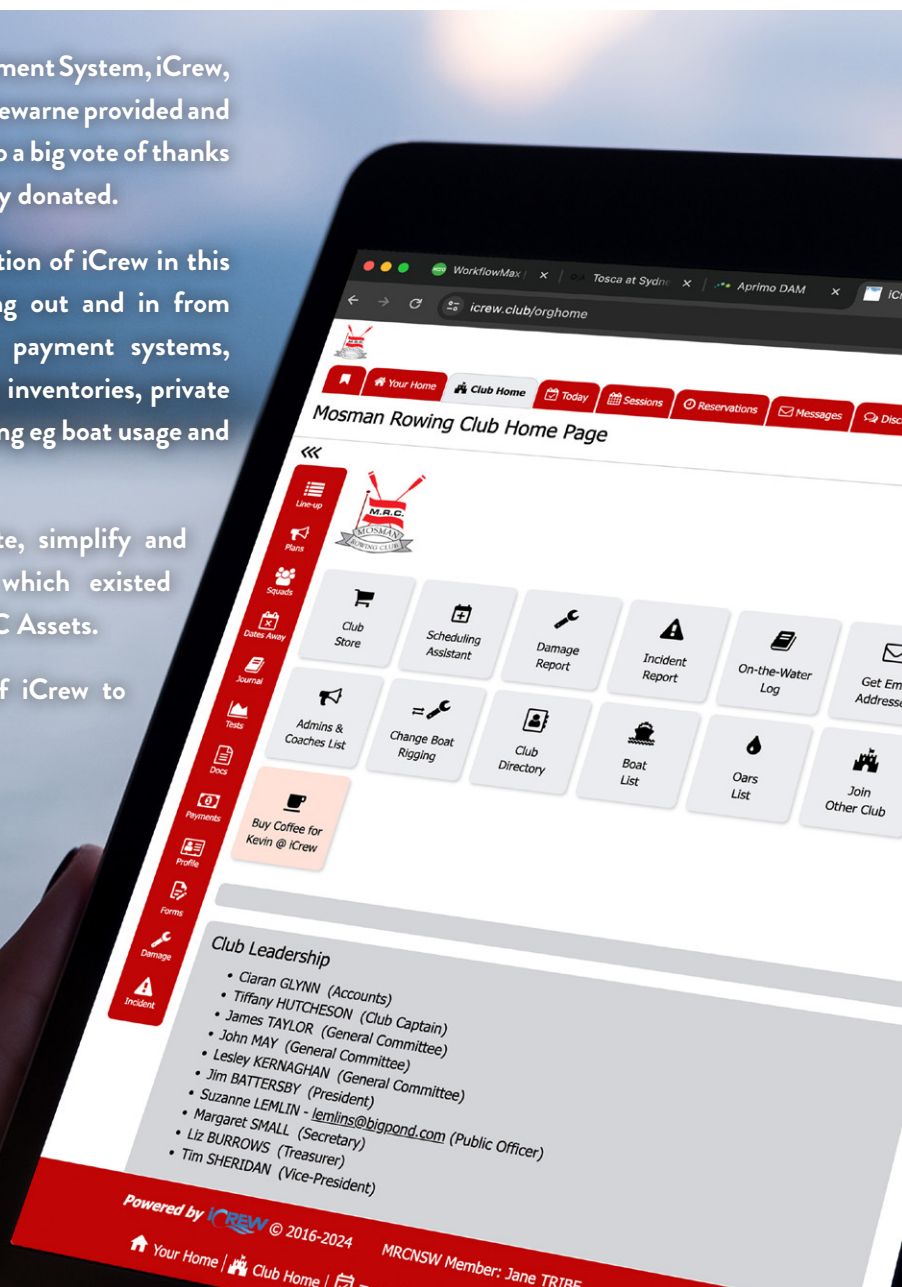 ment System, iCrew,
ewarne provided and
o a big vote of thanks
y donated.
tion of iCrew in this
ng out and in from
payment systems,
inventories, private
ng eg boat usage and
te, simplify and
which existed
C Assets.
f iCrew to
WorkflowMax
Tosca at Sydne
Aprimo DAM
iCr
icrew.club/orghome
Your Home
Club Home
Today
Sessions
Reservations
Messages
Disc
Mosman Rowing Club Home Page
M.R.C.
MOSMAN
ROWING CLUB
Line-up
Plans
Squads
Dates Away
Journal
Tests
Docs
Payments
Profile
Forms
Damage
Incident
Club
Store
Scheduling
Assistant
Damage
Report
Incident
Report
On-the-Water
Log
Get Em
Addresse
Admins &
Coaches List
Change Boat
Rigging
Club
Directory
Boat
List
Oars
List
Join
Other Club
Buy Coffee for
Kevin @ iCrew
Club Leadership
• Ciaran GLYNN (Accounts)
• Tiffany HUTCHESON (Club Captain)
• James TAYLOR (General Committee)
• John MAY (General Committee)
• Lesley KERNAGHAN (General Committee)
• Jim BATTERSBY (President)
• Suzanne LEMLIN - lemlins@bigpond.com (Public Officer)
• Margaret SMALL (Secretary)
• Liz BURROWS (Treasurer)
• Tim SHERIDAN (Vice-President)
Powered by iCREW © 2016-2024
MRCNSW Member: Jane TRIBE
Your Home | Club Home |